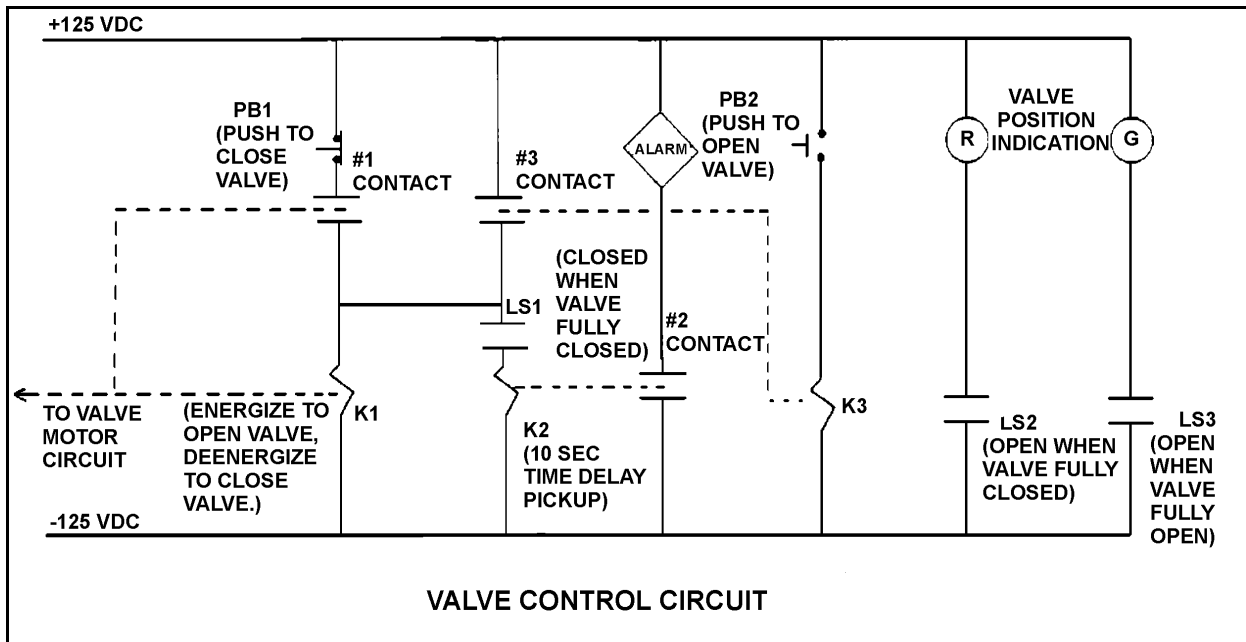 +125 VDC
PB1
(PUSH TO
CLOSE
VALVE)
#1
CONTACT
#3
CONTACT
ALARM
PB2
(PUSH TO
OPEN
VALVE)
VALVE
POSITION
INDICATION
R
G
(CLOSED
WHEN
VALVE
FULLY
CLOSED)
LS1
#2
CONTACT
TO VALVE
MOTOR
CIRCUIT
(ENERGIZE TO
OPEN VALVE,
DEENERGIZE
TO CLOSE
VALVE.)
K1
K2
(10 SEC
TIME DELAY
PICKUP)
K3
LS2
(OPEN WHEN
VALVE FULLY
CLOSED)
LS3
(OPEN
WHEN
VALVE
FULLY
OPEN)
-125 VDC
VALVE CONTROL CIRCUIT